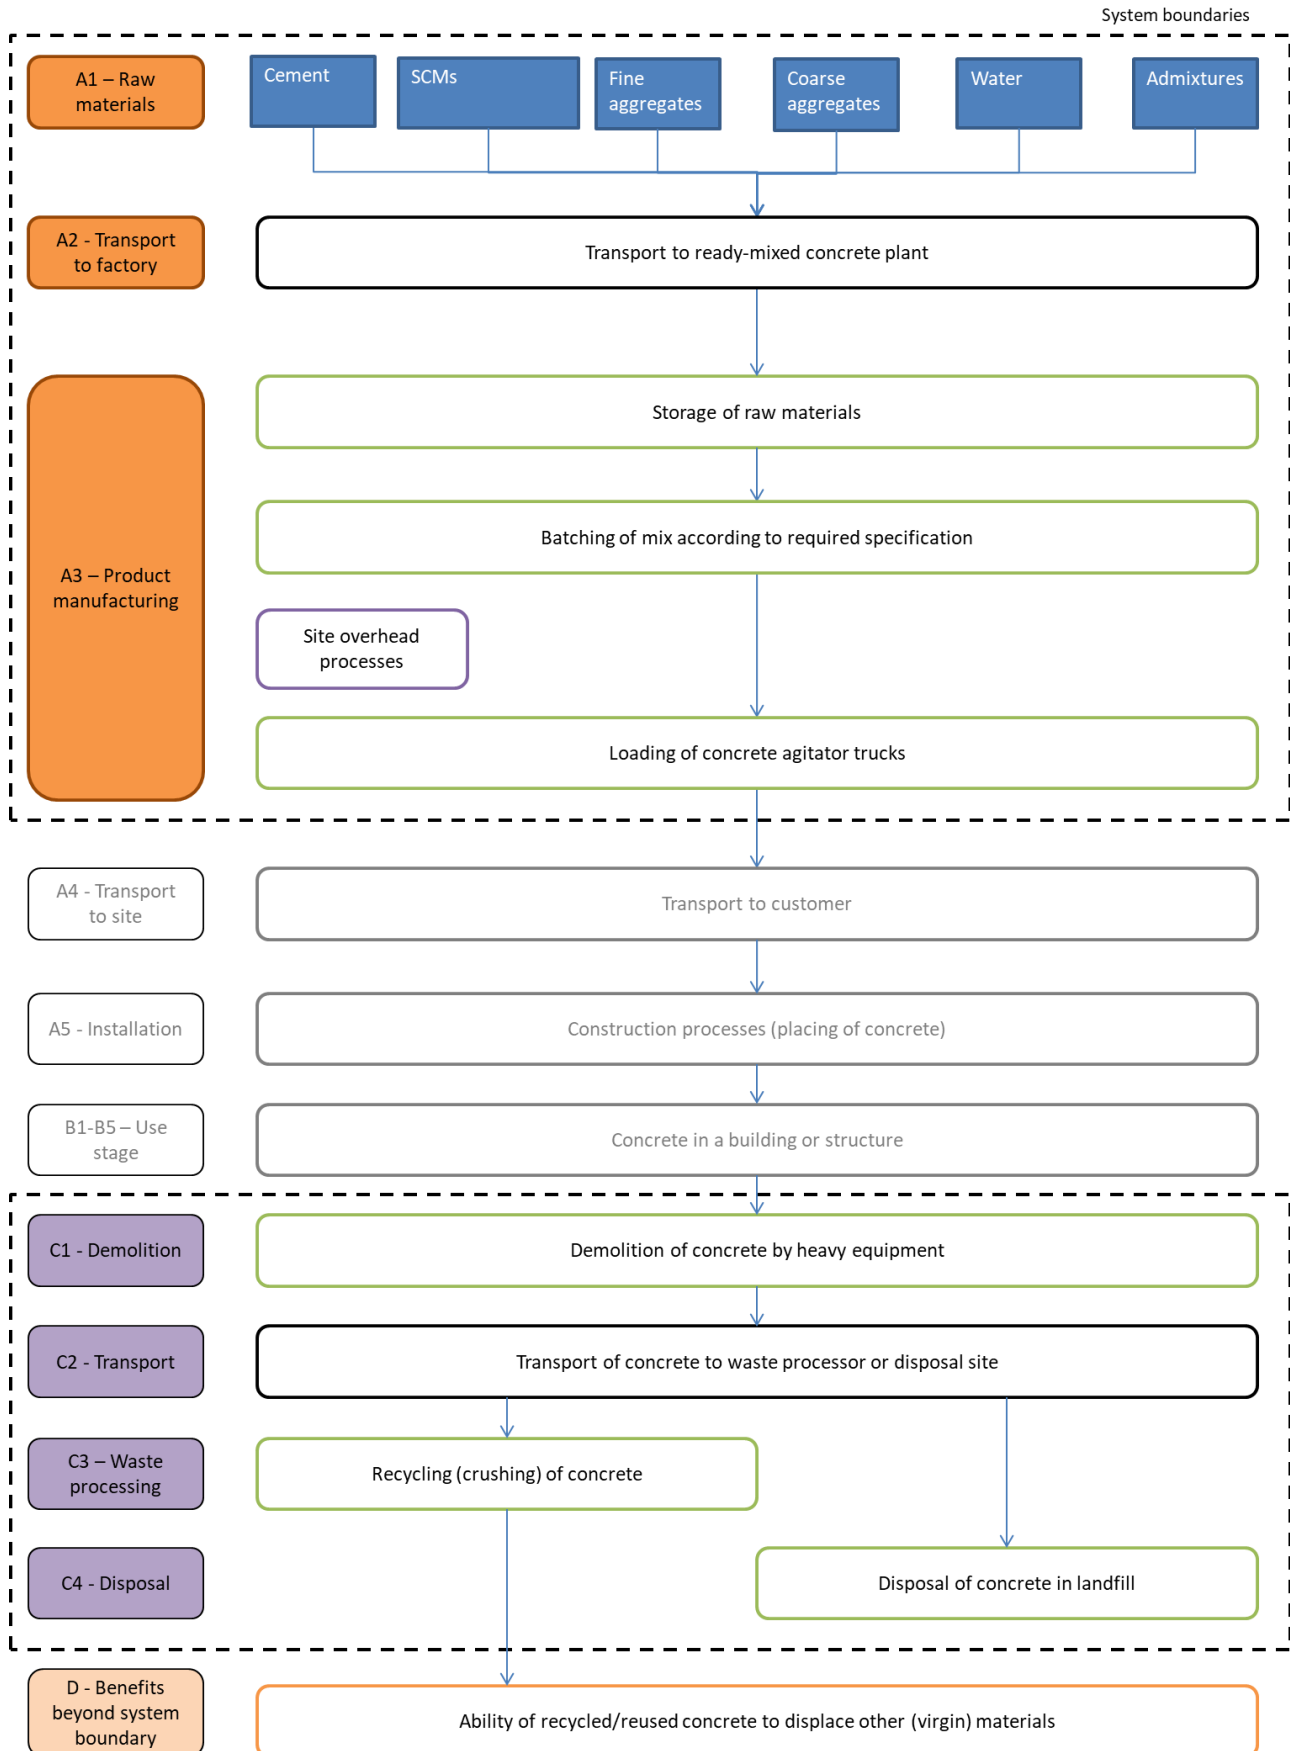 System boundaries
A1 – Raw
materials
Cement
SCMs
Fine
aggregates
Coarse
aggregates
Water
Admixtures
A2 - Transport
to factory
Transport to ready-mixed concrete plant
A3 – Product
manufacturing
Storage of raw materials
Batching of mix according to required specification
Site overhead
processes
Loading of concrete agitator trucks
A4 - Transport
to site
Transport to customer
A5 - Installation
Construction processes (placing of concrete)
B1-B5 – Use
stage
Concrete in a building or structure
C1 - Demolition
Demolition of concrete by heavy equipment
C2 - Transport
Transport of concrete to waste processor or disposal site
C3 – Waste
processing
Recycling (crushing) of concrete
C4 - Disposal
Disposal of concrete in landfill
D - Benefits
beyond system
boundary
Ability of recycled/reused concrete to displace other (virgin) materials